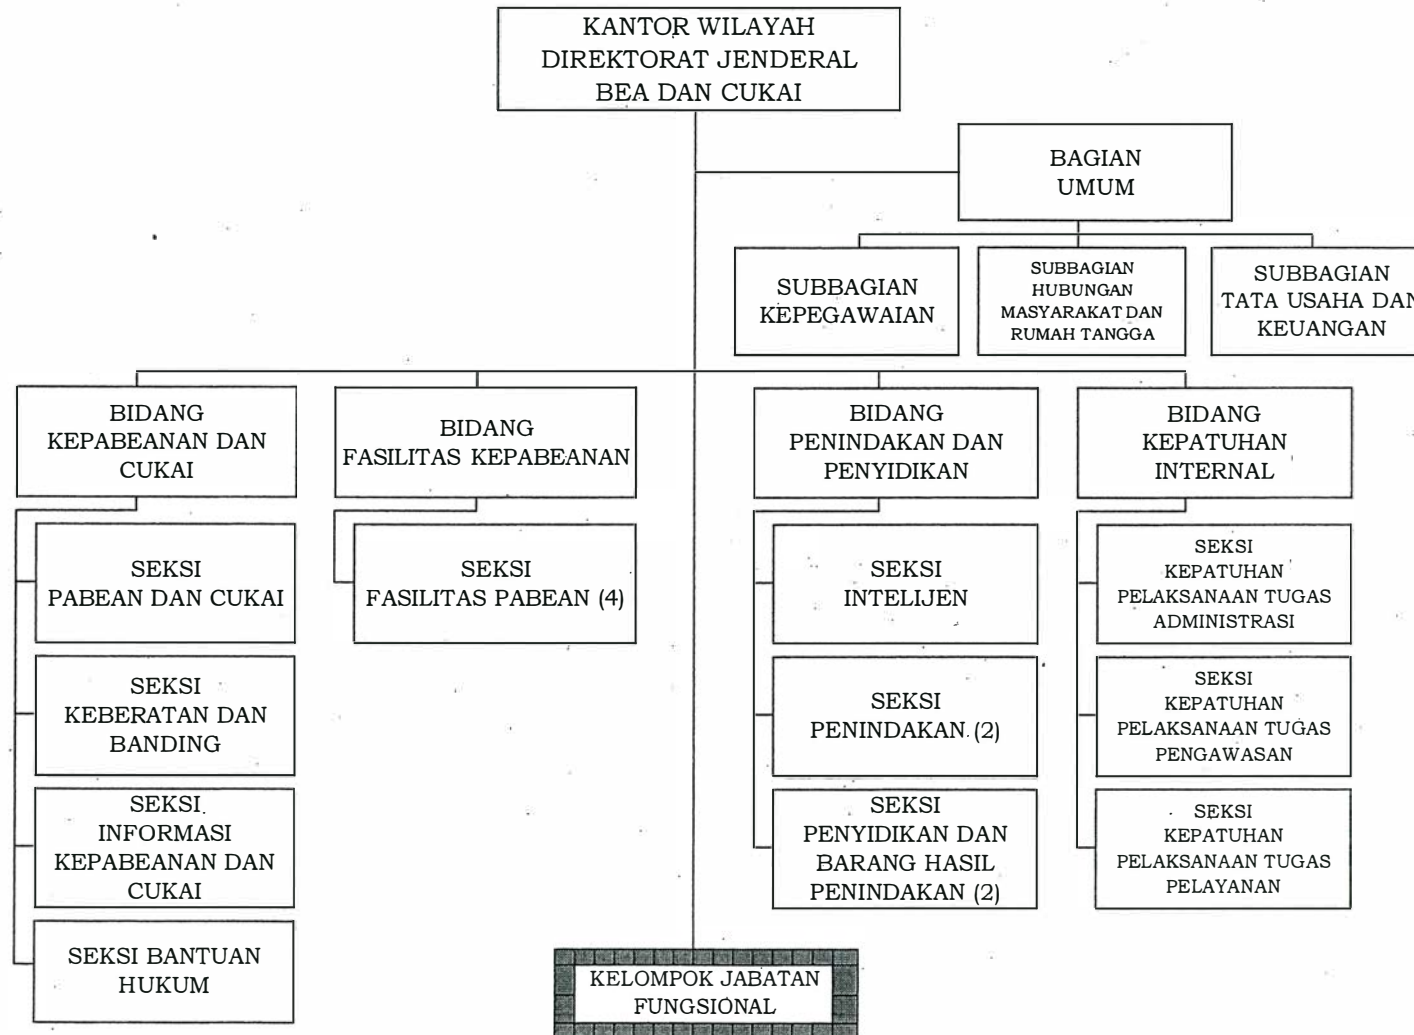 KANTOR WILAYAH
DIREKTORAT JENDERAL
BEA DAN CUKAI
BAGIAN
UMUM
SUBBAGIAN
KEPEGAWAIAN
SUBBAGIAN
HUBUNGAN
MASYARAKAT DAN
RUMAH TANGGA
SUBBAGIAN
TATA USAHA DAN
KEUANGAN
BIDANG
KEPABEANAN DAN
CUKAI
BIDANG
FASILITAS KEPABEANAN
BIDANG
PENINDAKAN DAN
PENYIDIKAN
BIDANG
KEPATUHAN
INTERNAL
SEKSI
PABEAN DAN CUKAI
SEKSI
KEBERATAN DAN
BANDING
SEKSI
INFORMASI
KEPABEANAN DAN
CUKAI
SEKSI BANTUAN
HUKUM
SEKSI
FASILITAS PABEAN (4)
SEKSI
INTELIJEN
SEKSI
PENINDAKAN (2)
SEKSI
PENYIDIKAN DAN
BARANG HASIL
PENINDAKAN (2)
SEKSI
KEPATUHAN
PELAKSANAAN TUGAS
ADMINISTRASI
SEKSI
KEPATUHAN
PELAKSANAAN TUGAS
PENGAWASAN
SEKSI
KEPATUHAN
PELAKSANAAN TUGAS
PELAYANAN
KELOMPOK JABATAN
FUNGSIONAL